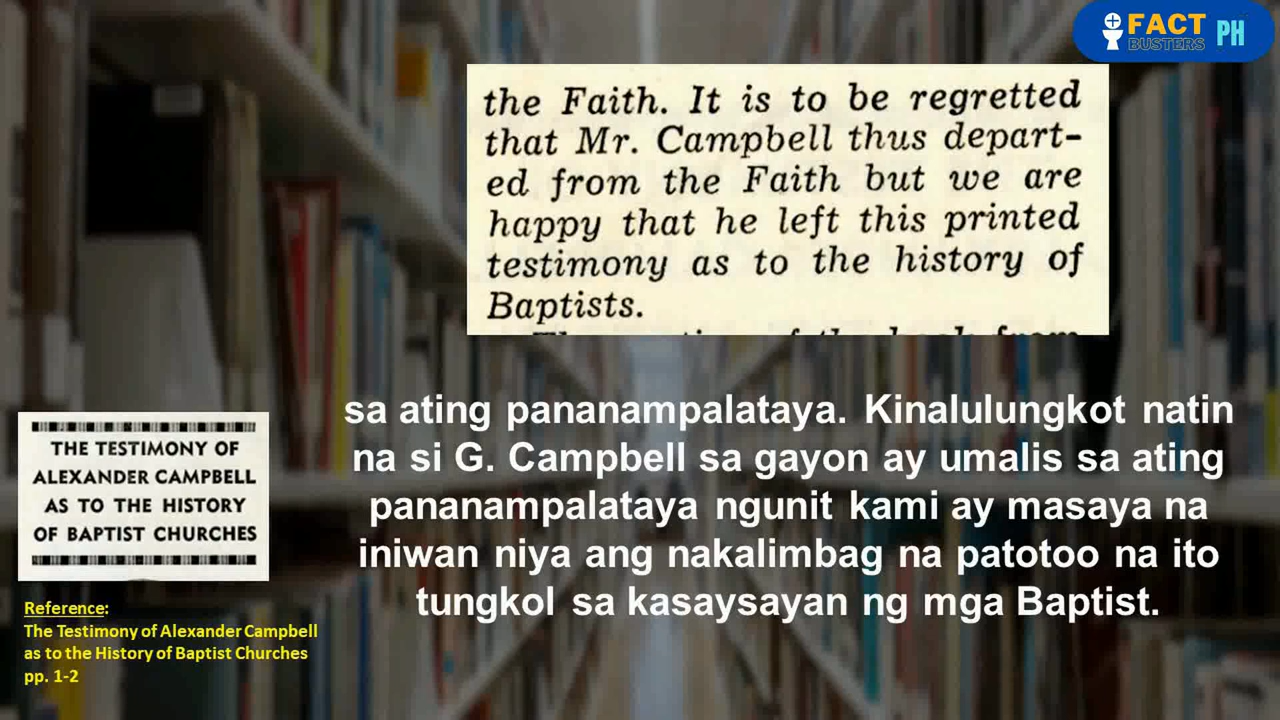 FACT
BUSTERS PH
the Faith. It is to be regretted
that Mr. Campbell thus depart-
ed from the Faith but we are
happy that he left this printed
testimony as to the history of
Baptists.
sa ating pananampalataya. Kinalulungkot natin
na si G. Campbell sa gayon ay umalis sa ating
pananampalataya ngunit kami ay masaya na
iniwan niya ang nakalimbag na patotoo na ito
tungkol sa kasaysayan ng mga Baptist.
THE TESTIMONY OF
ALEXANDER CAMPBELL
AS TO THE HISTORY
OF BAPTIST CHURCHES
Reference:
The Testimony of Alexander Campbell
as to the History of Baptist Churches
pp. 1-2